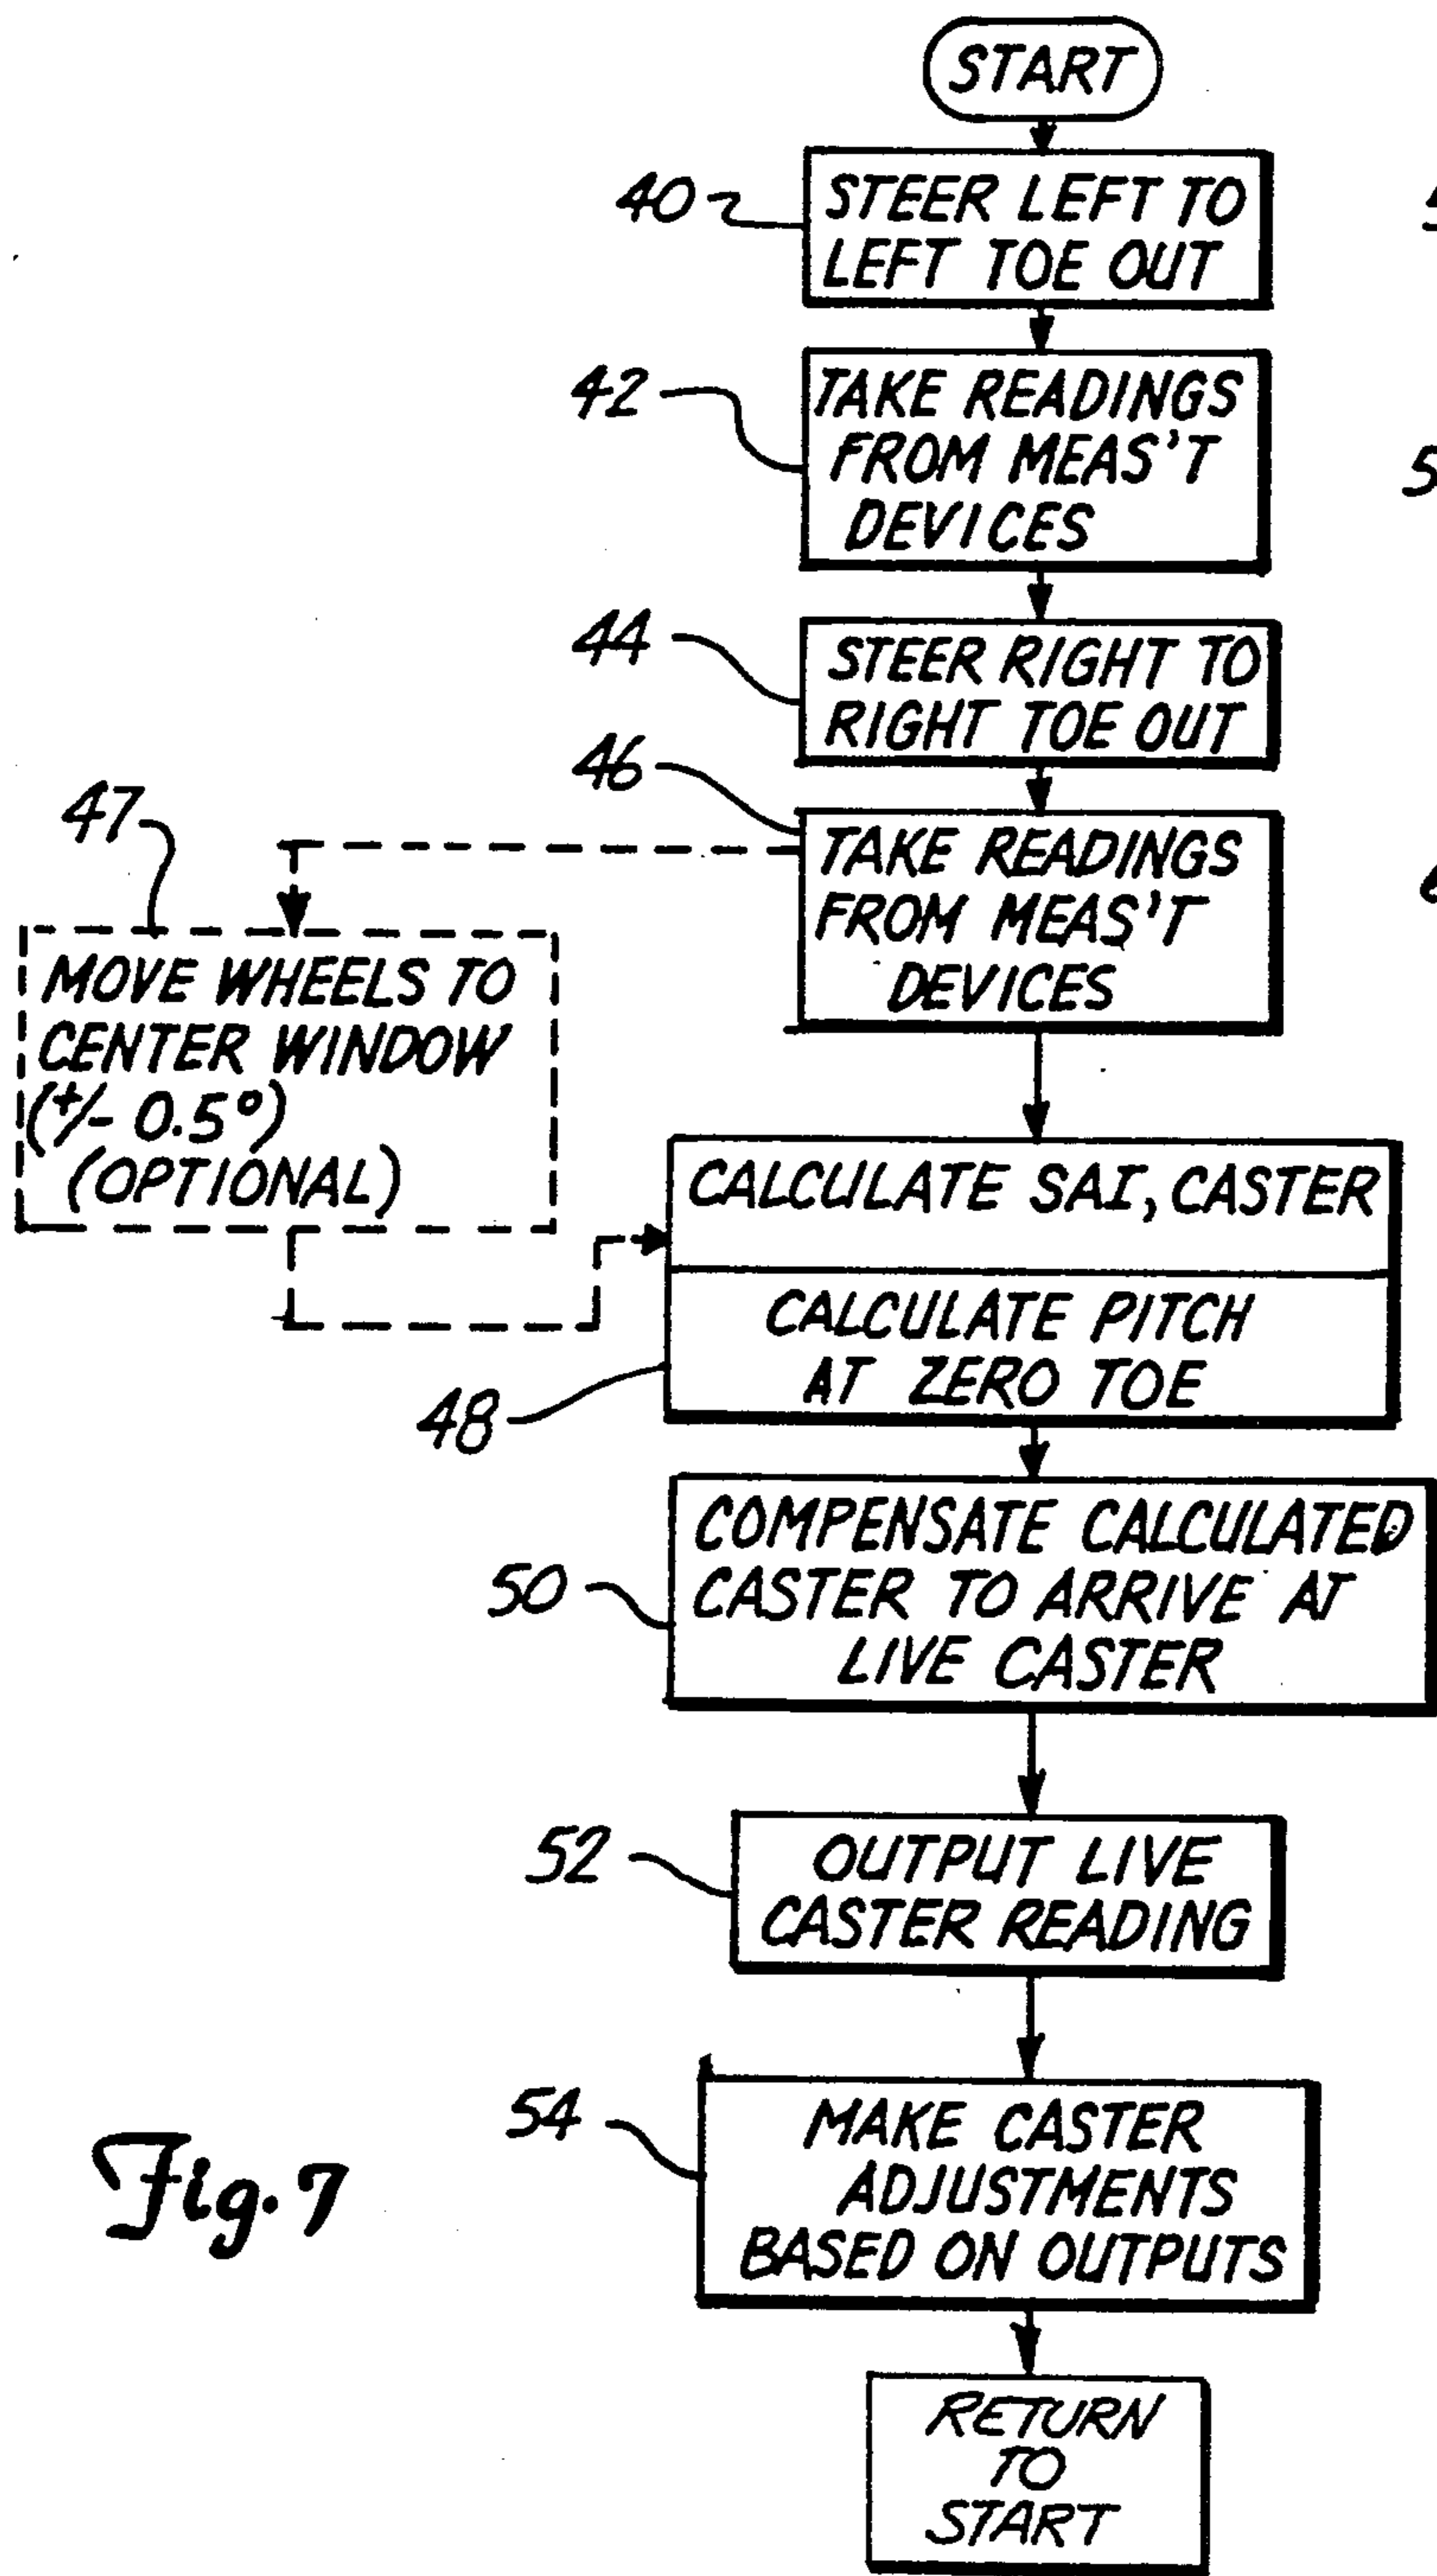 START
40
STEER LEFT TO
LEFT TOE OUT
42
TAKE READINGS
FROM MEAS'T
DEVICES
44
STEER RIGHT TO
RIGHT TOE OUT
46
TAKE READINGS
FROM MEAS'T
DEVICES
47
MOVE WHEELS TO
CENTER WINDOW
(+/- 0.5°)
(OPTIONAL)
CALCULATE SAI, CASTER
CALCULATE PITCH
AT ZERO TOE
48
50
COMPENSATE CALCULATED
CASTER TO ARRIVE AT
LIVE CASTER
52
OUTPUT LIVE
CASTER READING
54
MAKE CASTER
ADJUSTMENTS
BASED ON OUTPUTS
Fig. 7
RETURN
TO
START